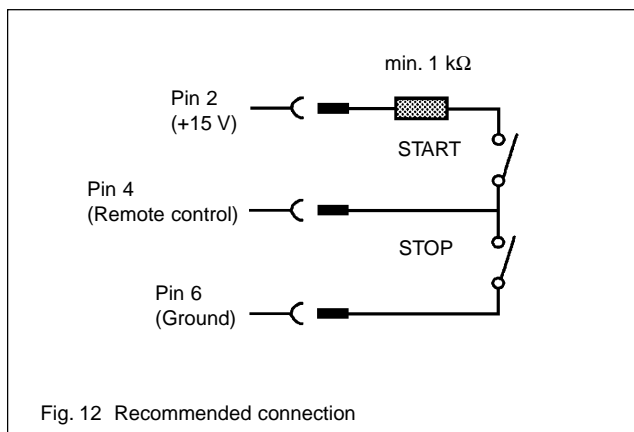 min. 1 kΩ
Pin 2
(+15 V)
START
Pin 4
(Remote control)
STOP
Pin 6
(Ground)
Fig. 12 Recommended connection